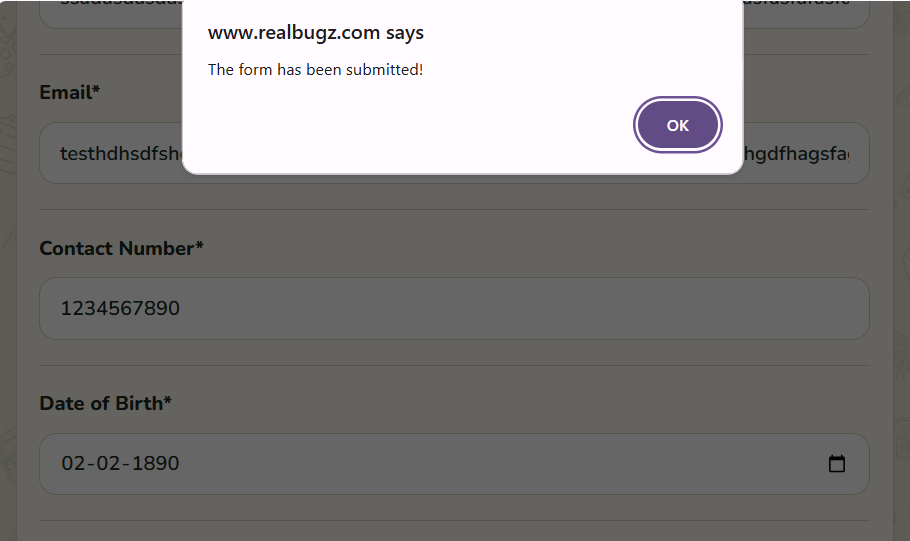 www.realbugz.com says
The form has been submitted!
OK
Email*
Contact Number*
1234567890
Date of Birth*
02-02-1890